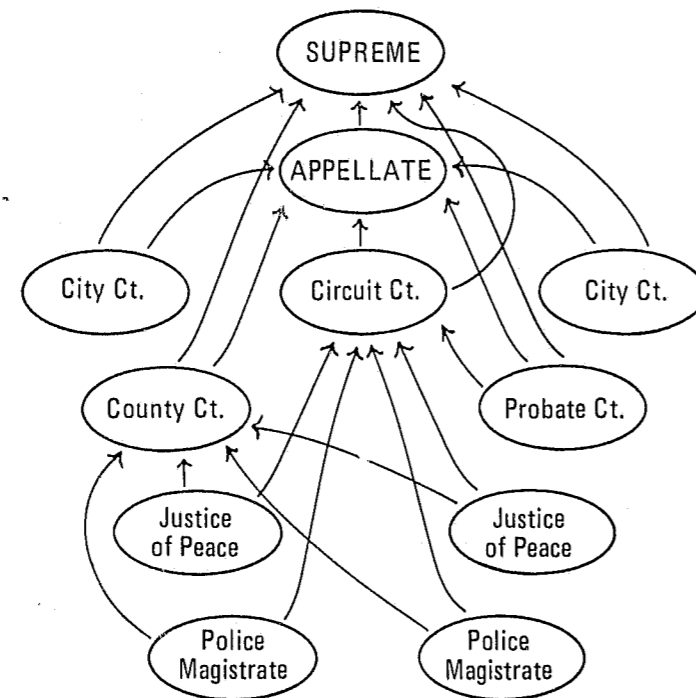 SUPREME
APPELLATE
City Ct.
Circuit Ct.
City Ct.
County Ct.
Probate Ct.
Justice
of Peace
Justice
of Peace
Police
Magistrate
Police
Magistrate